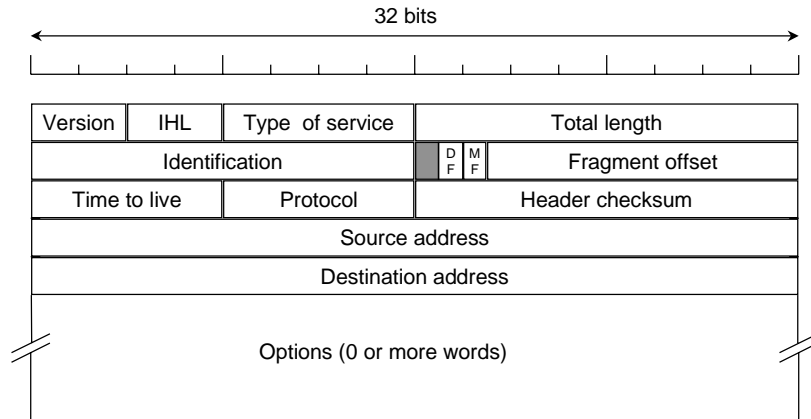 32 bits
Version IHL Type of service Total length
Identification D F M F Fragment offset
Time to live Protocol Header checksum
Source address
Destination address
Options (0 or more words)